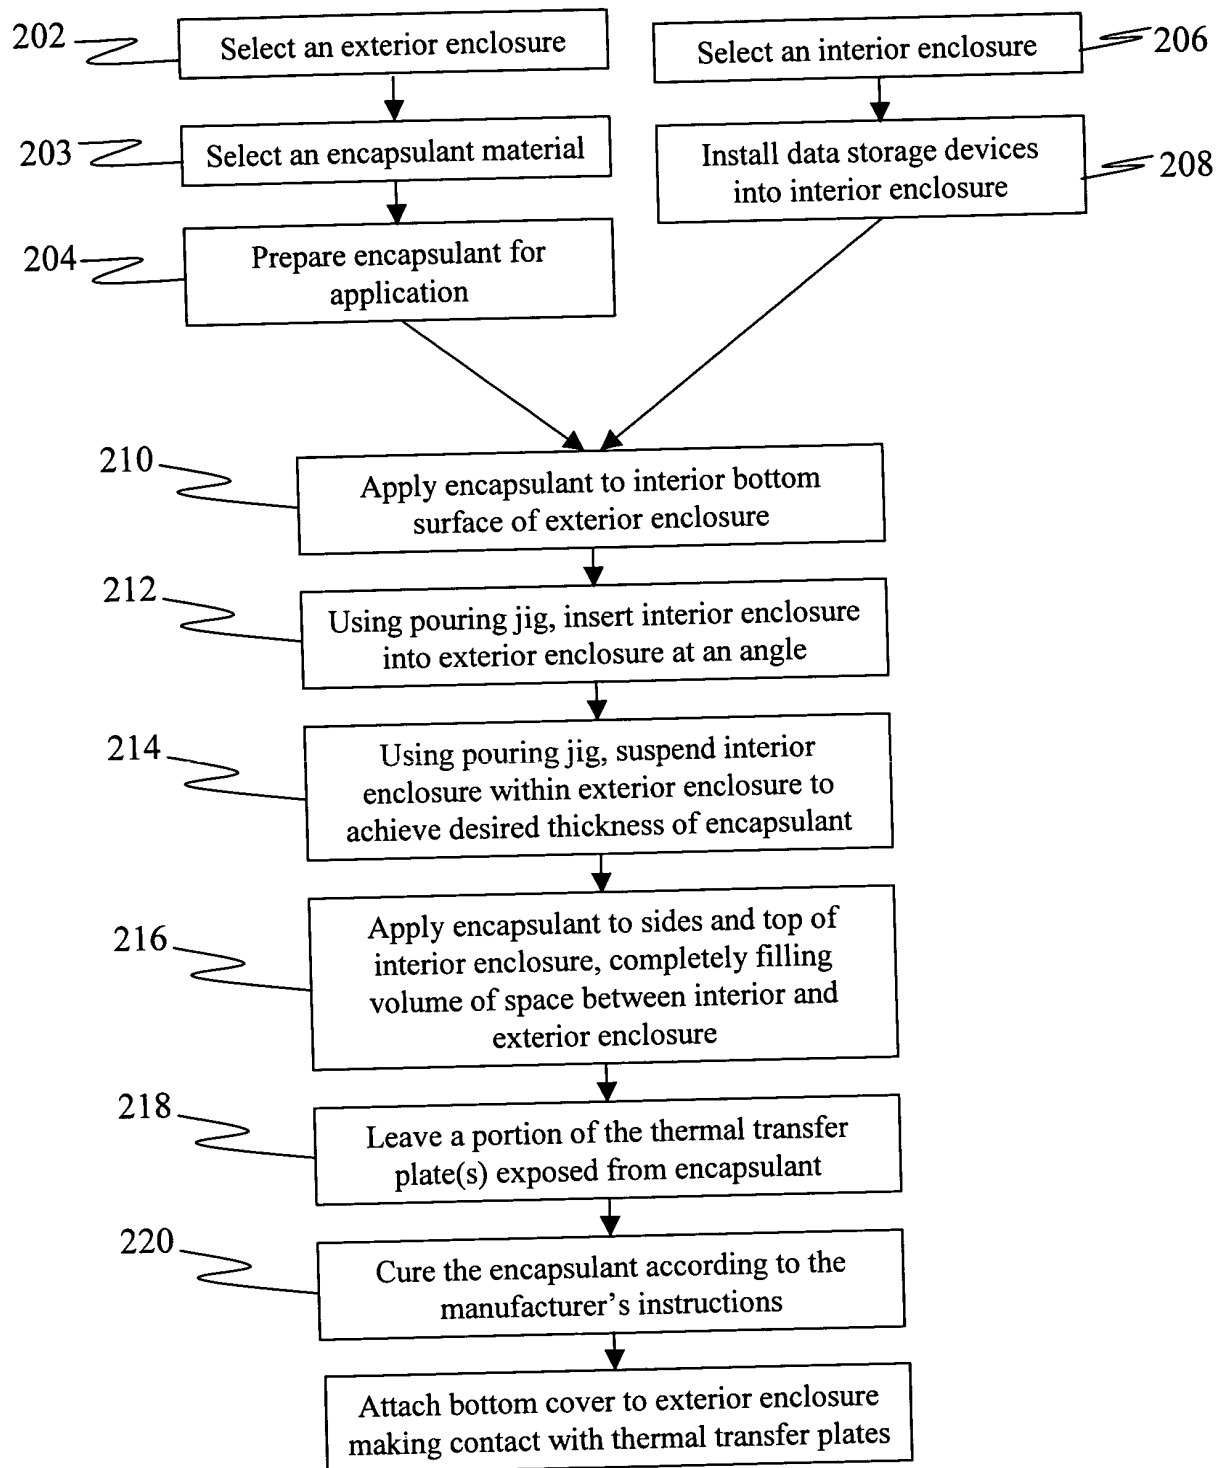 202
Select an exterior enclosure
203
Select an encapsulant material
204
Prepare encapsulant for
application
Select an interior enclosure
206
Install data storage devices
into interior enclosure
208
210
Apply encapsulant to interior bottom
surface of exterior enclosure
212
Using pouring jig, insert interior enclosure
into exterior enclosure at an angle
214
Using pouring jig, suspend interior
enclosure within exterior enclosure to
achieve desired thickness of encapsulant
216
Apply encapsulant to sides and top of
interior enclosure, completely filling
volume of space between interior and
exterior enclosure
218
Leave a portion of the thermal transfer
plate(s) exposed from encapsulant
220
Cure the encapsulant according to the
manufacturer's instructions
Attach bottom cover to exterior enclosure
making contact with thermal transfer plates